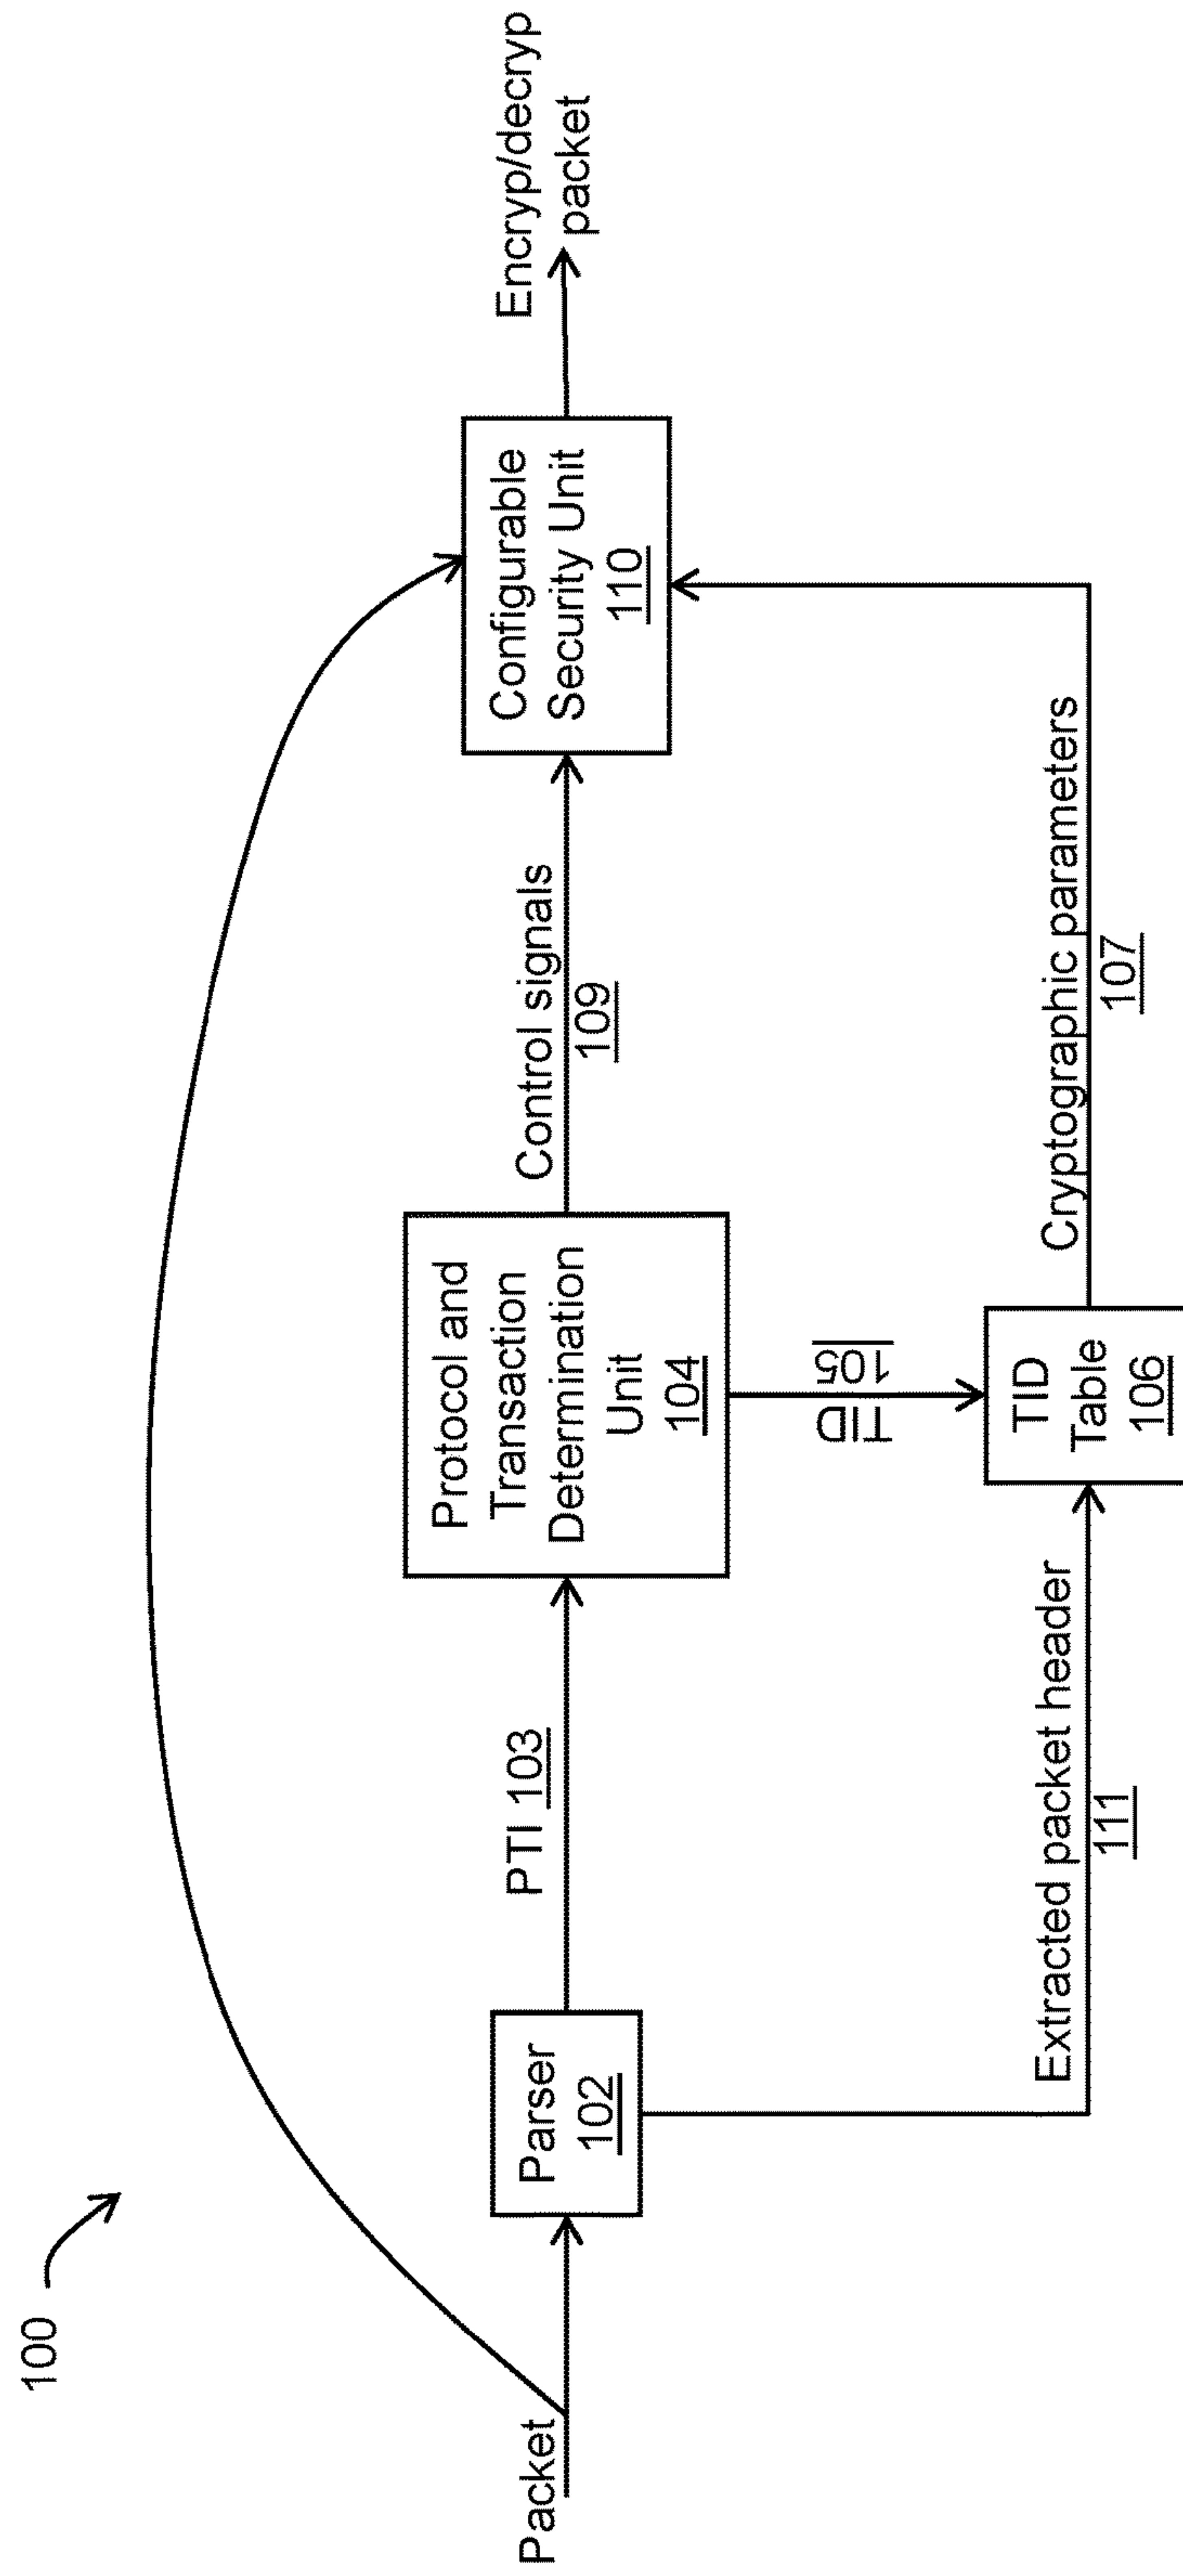 100
Packet
Parser
102
PTI 103
Protocol and
Transaction
Determination
Unit
104
Control signals
109
Configurable
Security Unit
110
Encryp/decryp
packet
TID
105
Extracted packet header
111
TID
Table
106
Cryptographic parameters
107